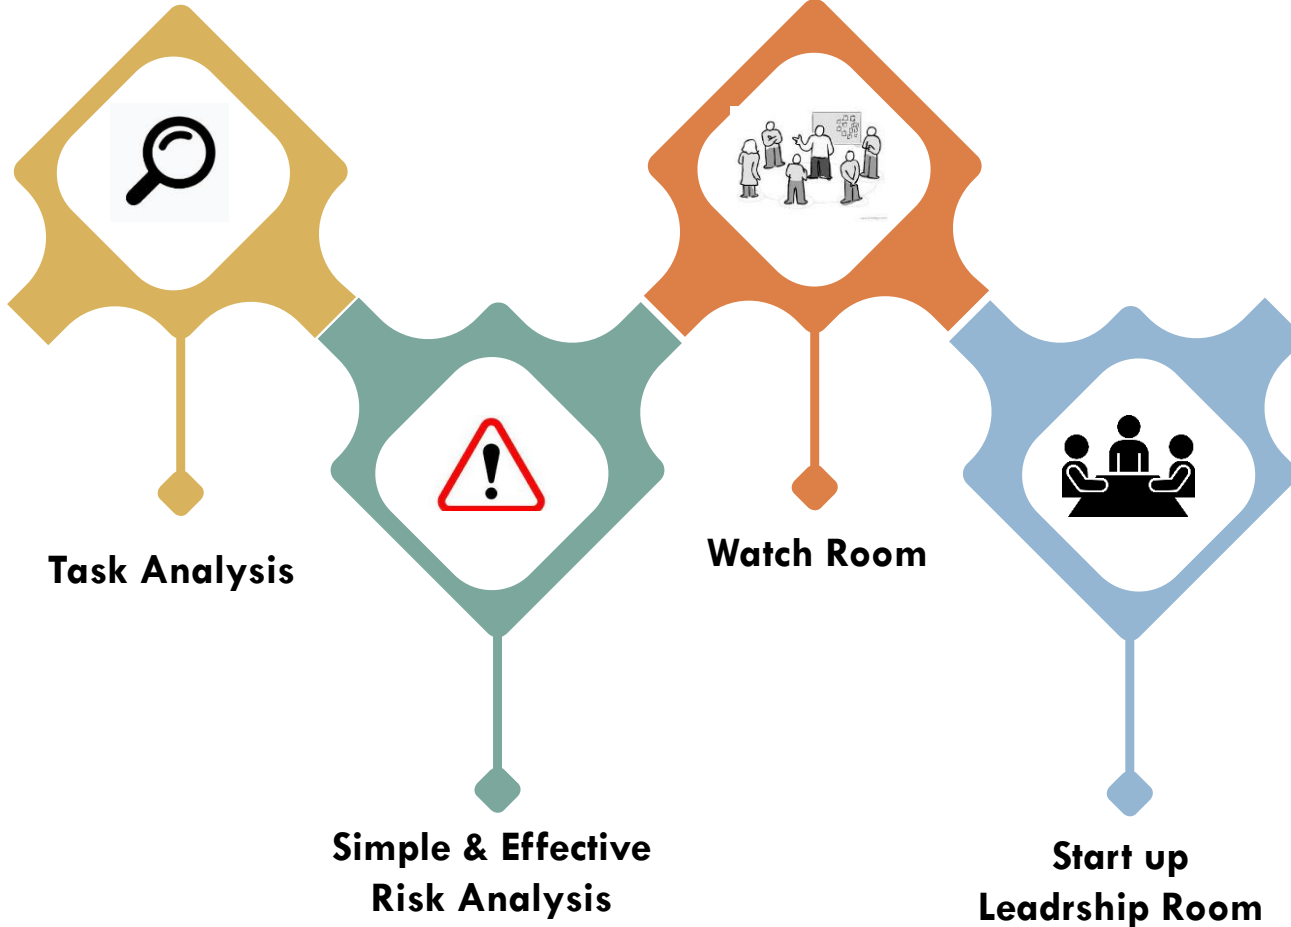 Task Analysis
Simple & Effective
Risk Analysis
Watch Room
Start up
Leadrship Room